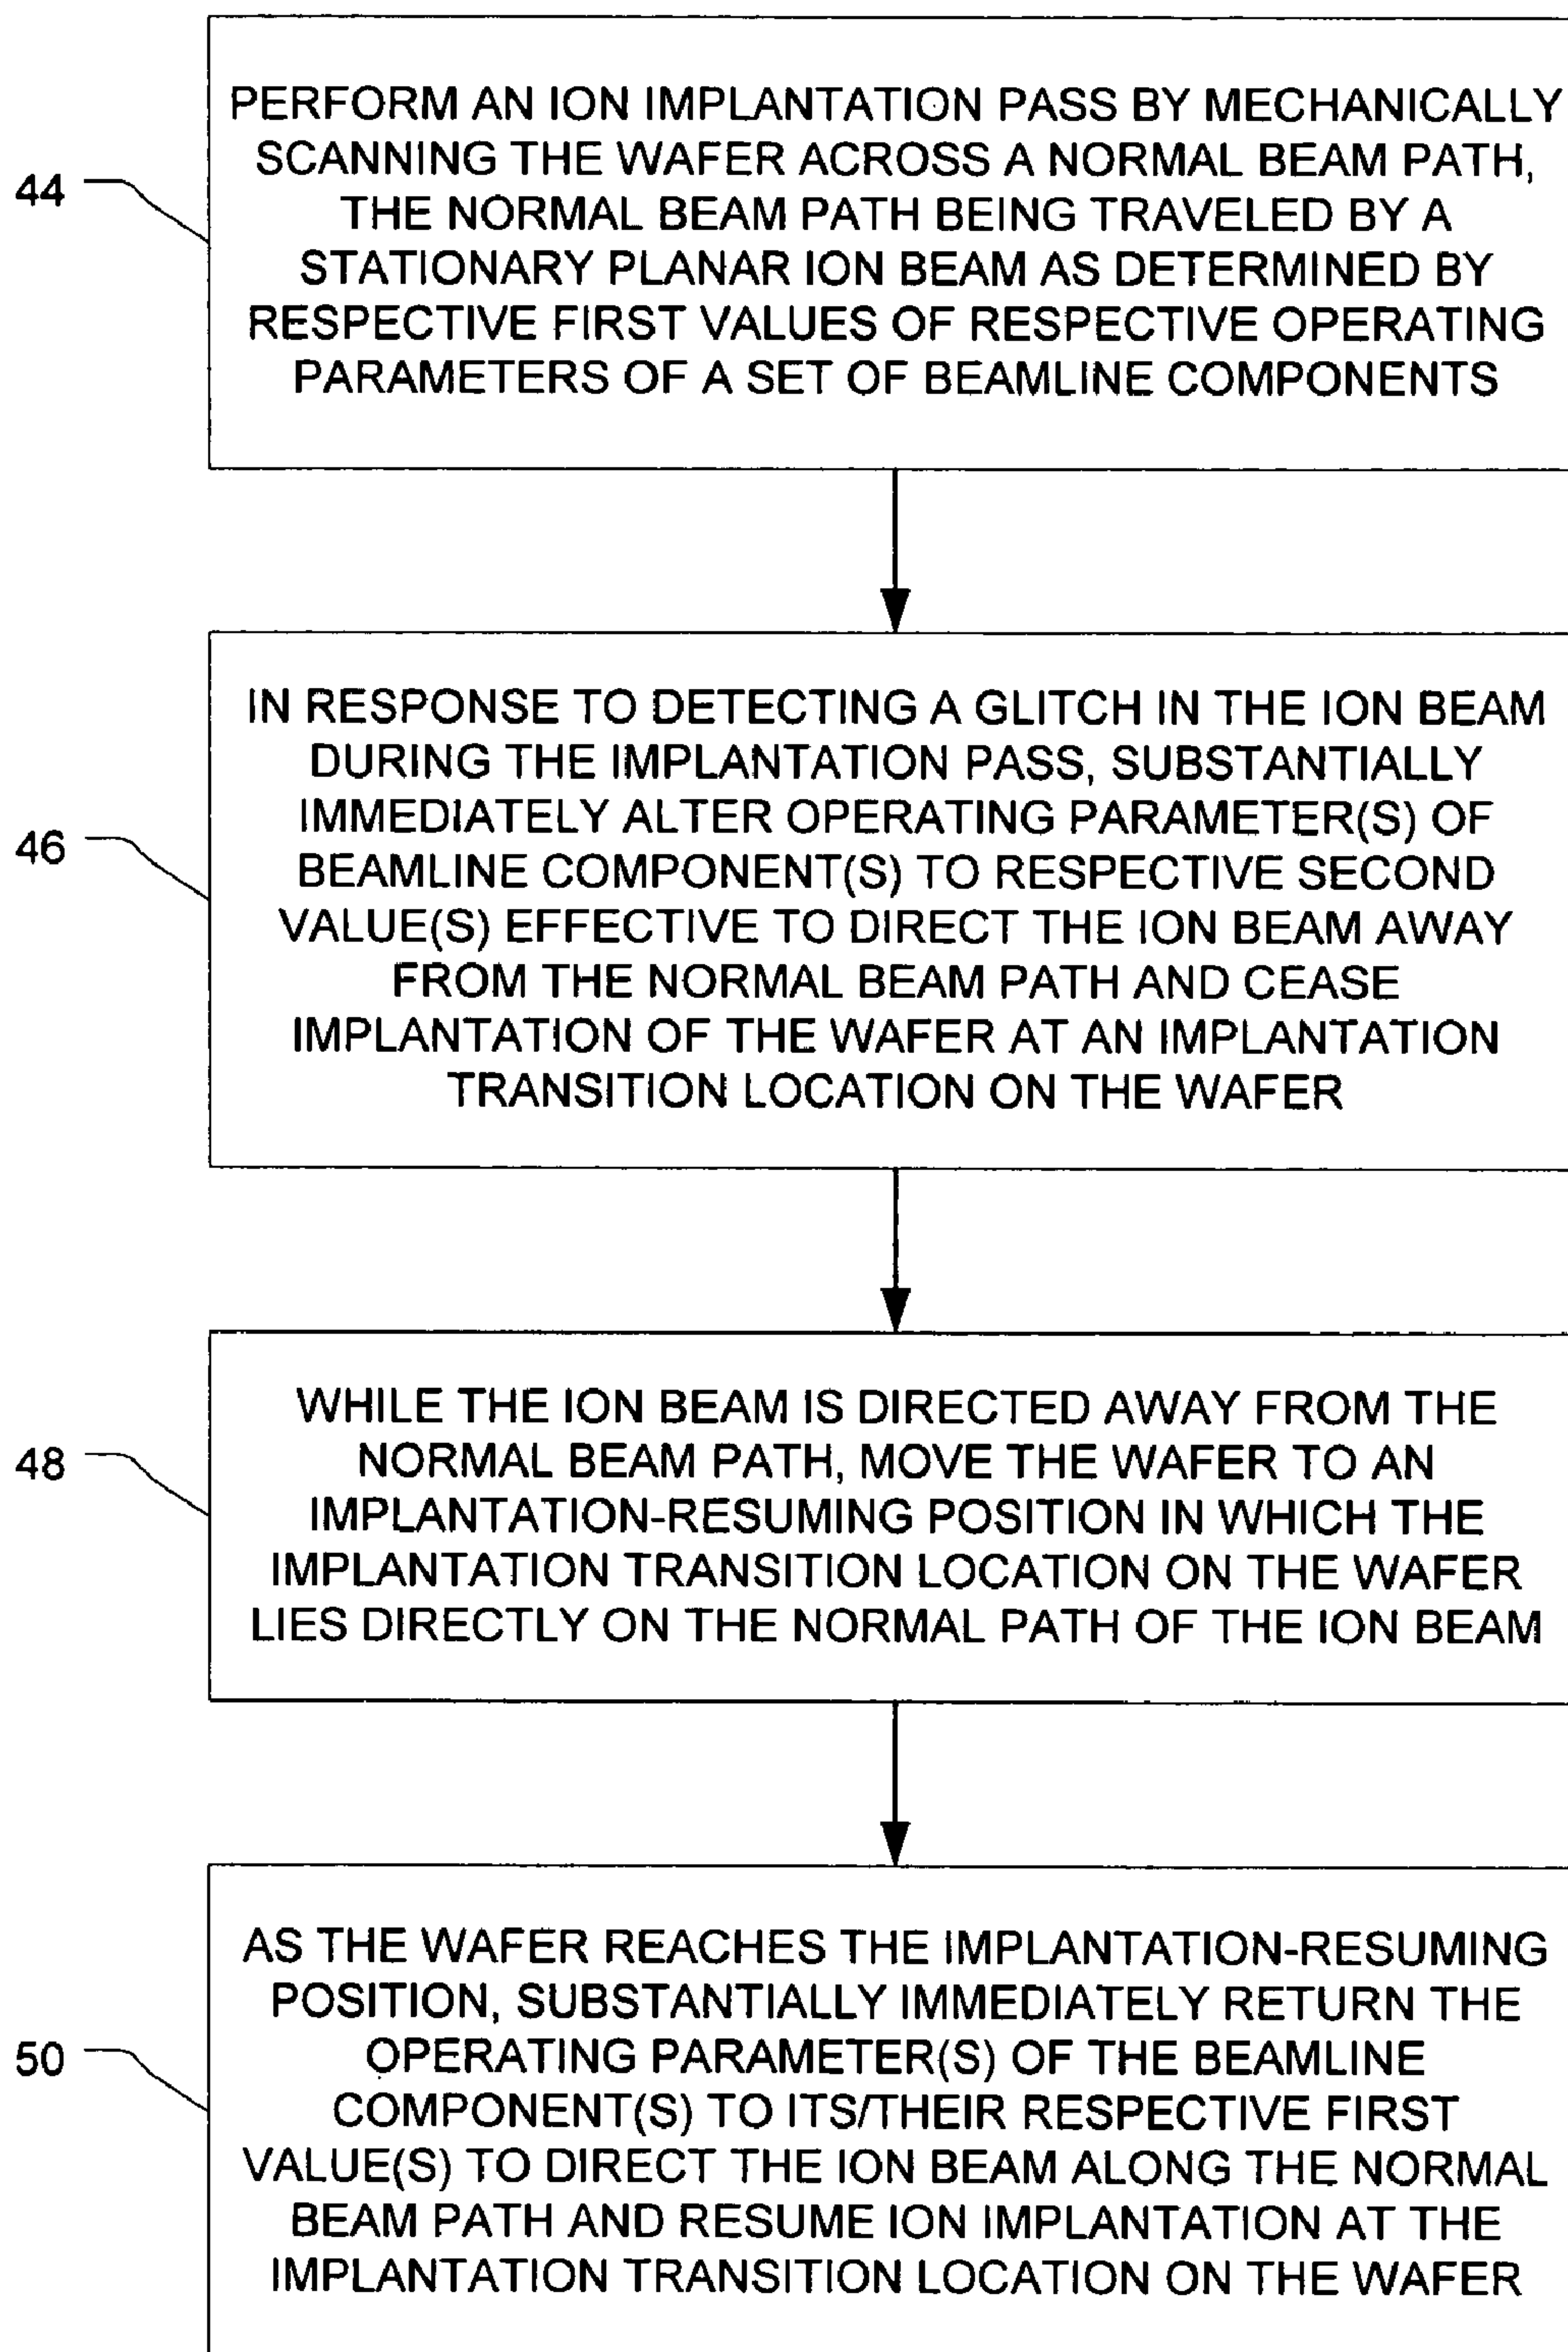 PERFORM AN ION IMPLANTATION PASS BY MECHANICALLY
SCANNING THE WAFER ACROSS A NORMAL BEAM PATH,
44
THE NORMAL BEAM PATH BEING TRAVELED BY A
STATIONARY PLANAR ION BEAM AS DETERMINED BY
RESPECTIVE FIRST VALUES OF RESPECTIVE OPERATING
PARAMETERS OF A SET OF BEAMLINE COMPONENTS
IN RESPONSE TO DETECTING A GLITCH IN THE ION BEAM
DURING THE IMPLANTATION PASS, SUBSTANTIALLY
IMMEDIATELY ALTER OPERATING PARAMETER(S) OF
46
BEAMLINE COMPONENT(S) TO RESPECTIVE SECOND
VALUE(S) EFFECTIVE TO DIRECT THE ION BEAM AWAY
FROM THE NORMAL BEAM PATH AND CEASE
IMPLANTATION OF THE WAFER AT AN IMPLANTATION
TRANSITION LOCATION ON THE WAFER
WHILE THE ION BEAM IS DIRECTED AWAY FROM THE
48
NORMAL BEAM PATH, MOVE THE WAFER TO AN
IMPLANTATION-RESUMING POSITION IN WHICH THE
IMPLANTATION TRANSITION LOCATION ON THE WAFER
LIES DIRECTLY ON THE NORMAL PATH OF THE ION BEAM
AS THE WAFER REACHES THE IMPLANTATION-RESUMING
POSITION, SUBSTANTIALLY IMMEDIATELY RETURN THE
50
OPERATING PARAMETER(S) OF THE BEAMLINE
COMPONENT(S) TO ITS/THEIR RESPECTIVE FIRST
VALUE(S) TO DIRECT THE ION BEAM ALONG THE NORMAL
BEAM PATH AND RESUME ION IMPLANTATION AT THE
IMPLANTATION TRANSITION LOCATION ON THE WAFER